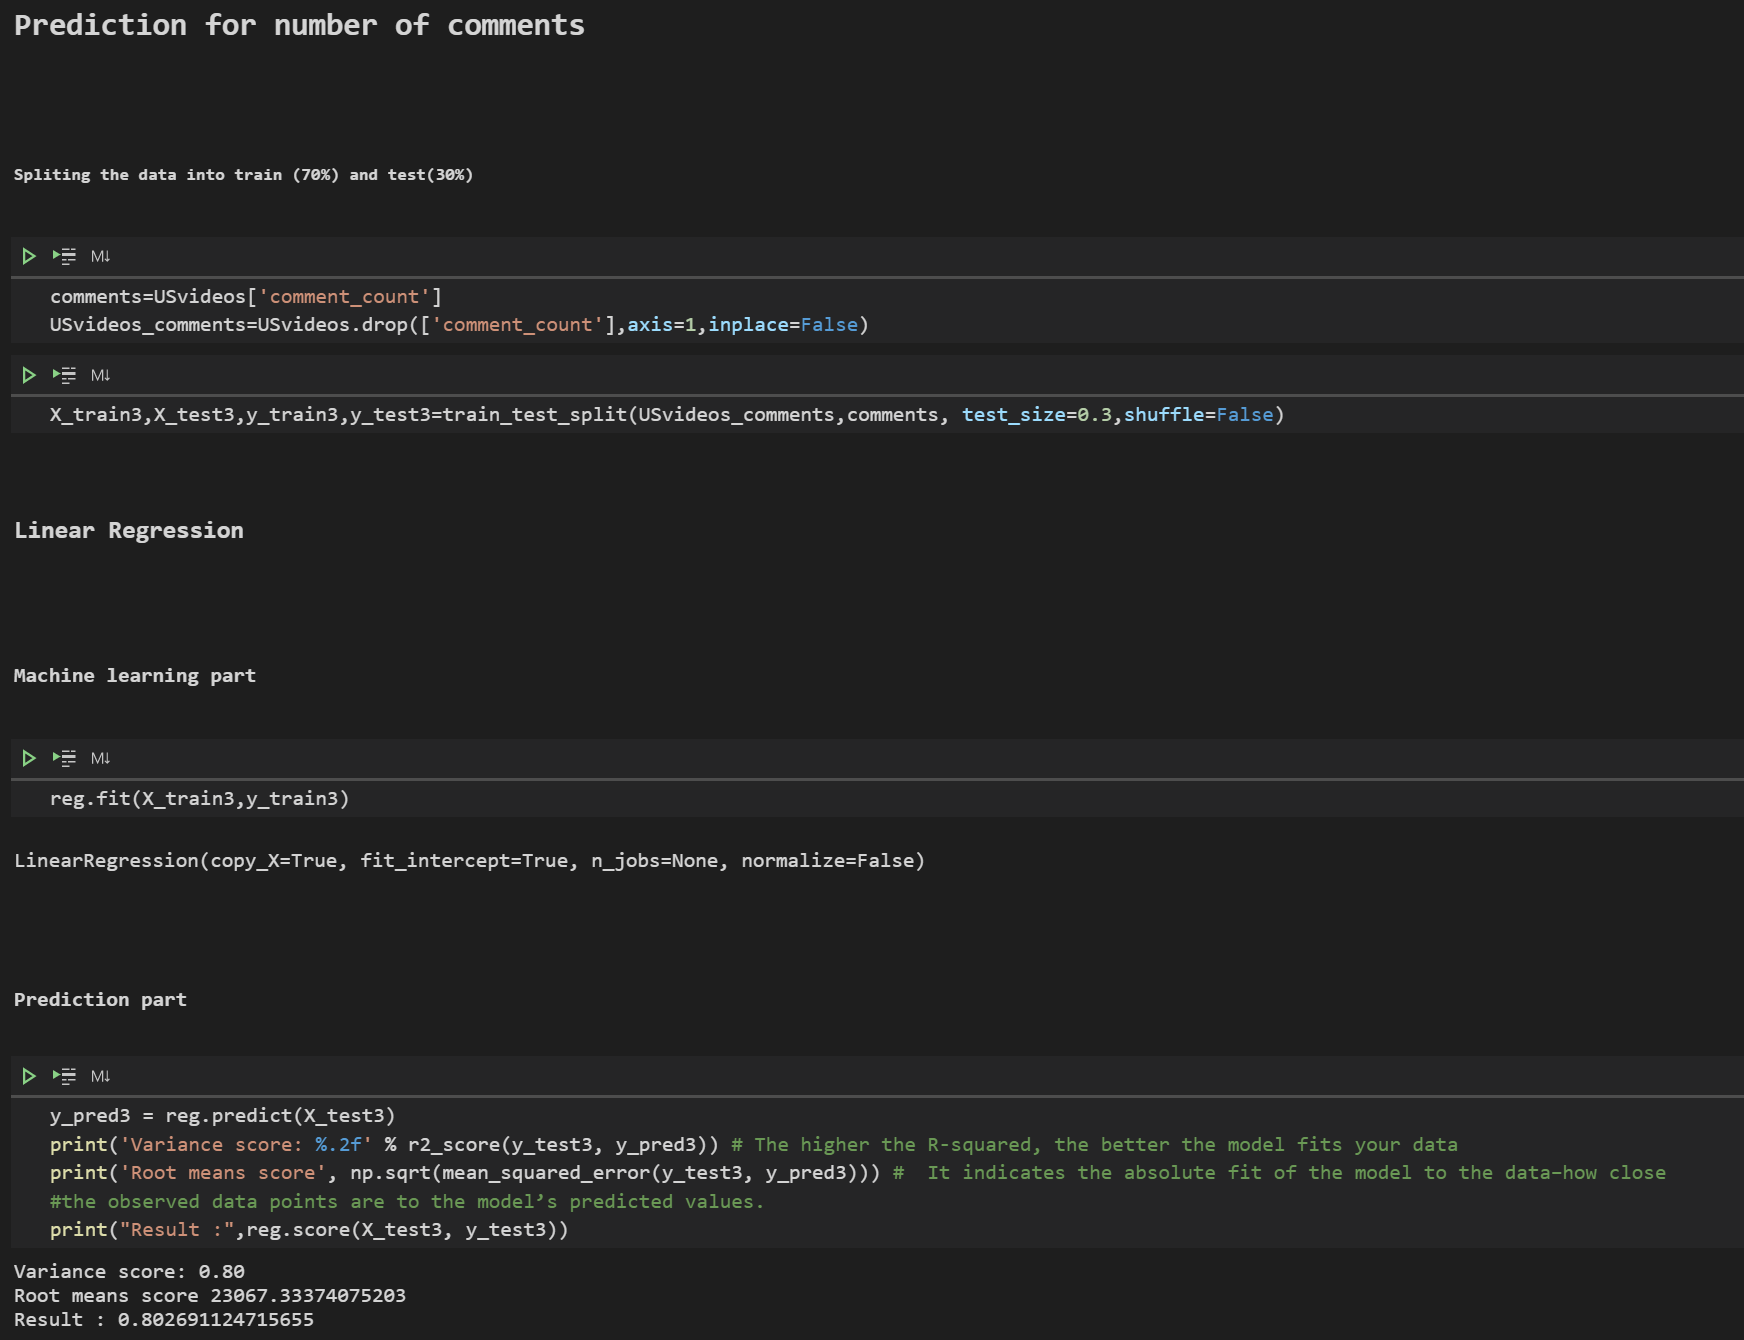 Prediction for number of comments
Spliting the data into train (70%) and test(30%)
M↓
comments=USvideos['comment_count']
USvideos_comments=USvideos.drop(['comment_count'],axis=1,inplace=False)
M↓
X_train3,X_test3,y_train3,y_test3=train_test_split(USvideos_comments,comments, test_size=0.3,shuffle=False)
Linear Regression
Machine learning part
M↓
reg.fit(X_train3,y_train3)
LinearRegression(copy_X=True, fit_intercept=True, n_jobs=None, normalize=False)
Prediction part
M↓
y_pred3 = reg.predict(X_test3)
print('Variance score: %.2f' % r2_score(y_test3, y_pred3)) # The higher the R-squared, the better the model fits your data
print('Root means score', np.sqrt(mean_squared_error(y_test3, y_pred3))) #  It indicates the absolute fit of the model to the data–how close
#the observed data points are to the model’s predicted values.
print("Result :",reg.score(X_test3, y_test3))
Variance score: 0.80
Root means score 23067.33374075203
Result : 0.802691124715655